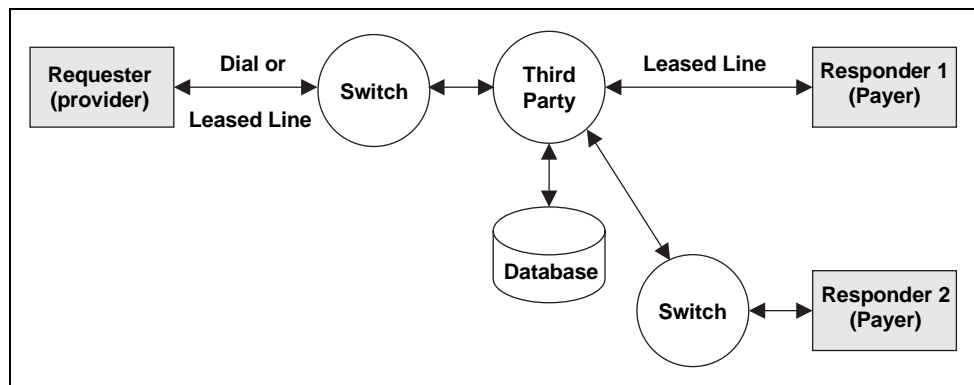 Requester
(provider)
Dial or
Leased Line
Switch
Third
Party
Leased Line
Responder 1
(Payer)
Database
Switch
Responder 2
(Payer)